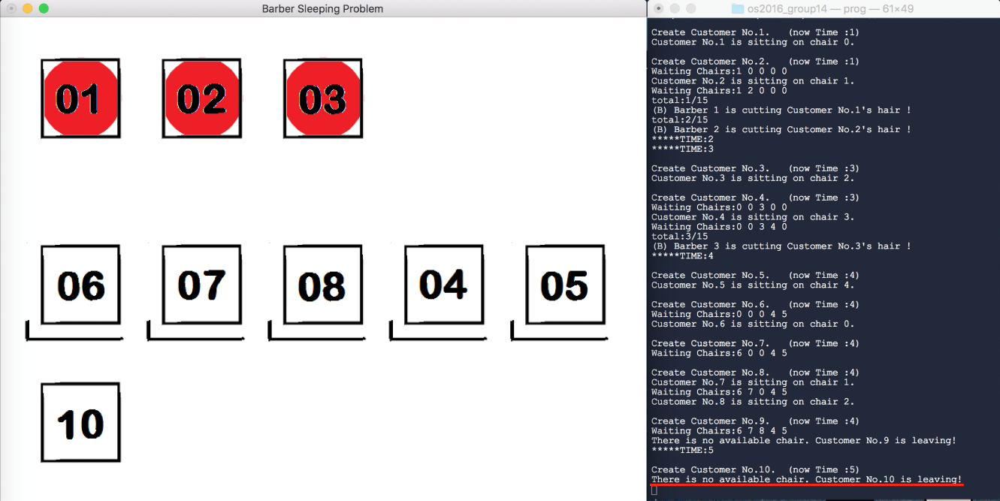 Barber Sleeping Problem
01 02 03
06 07 08 04 05
10
os2016_group14 — prog — 61×49
Create Customer No.1. (now Time :1)
Customer No.1 is sitting on chair 0.
Create Customer No.2. (now Time :1)
Waiting Chairs:1 0 0 0 0
Customer No.2 is sitting on chair 1.
Waiting Chairs:1 2 0 0 0
total:1/15
(B) Barber 1 is cutting Customer No.1's hair !
total:2/15
(B) Barber 2 is cutting Customer No.2's hair !
*****TIME:2
*****TIME:3
Create Customer No.3. (now Time :3)
Customer No.3 is sitting on chair 2.
Create Customer No.4. (now Time :3)
Waiting Chairs:0 0 3 0 0
Customer No.4 is sitting on chair 3.
Waiting Chairs:0 0 3 4 0
total:3/15
(B) Barber 3 is cutting Customer No.3's hair !
*****TIME:4
Create Customer No.5. (now Time :4)
Customer No.5 is sitting on chair 4.
Create Customer No.6. (now Time :4)
Waiting Chairs:0 0 0 4 5
Customer No.6 is sitting on chair 0.
Create Customer No.7. (now Time :4)
Waiting Chairs:6 0 0 4 5
Create Customer No.8. (now Time :4)
Customer No.7 is sitting on chair 1.
Waiting Chairs:6 7 0 4 5
Customer No.8 is sitting on chair 2.
Create Customer No.9. (now Time :4)
Waiting Chairs:6 7 8 4 5
There is no available chair. Customer No.9 is leaving!
*****TIME:5
Create Customer No.10. (now Time :5)
There is no available chair. Customer No.10 is leaving!